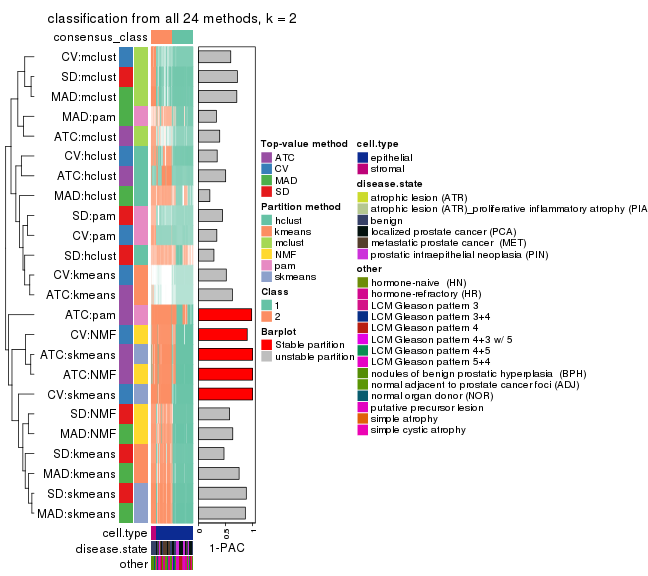 classification from all 24 methods, k = 2
consensus_class
CV:mclust
SD:mclust
MAD:mclust
MAD:pam
ATC:mclust
CV:hclust
ATC:hclust
MAD:hclust
SD:pam
CV:pam
SD:hclust
CV:kmeans
ATC:kmeans
ATC:pam
CV:NMF
ATC:skmeans
ATC:NMF
CV:skmeans
SD:NMF
MAD:NMF
SD:kmeans
MAD:kmeans
SD:skmeans
MAD:skmeans
cell.type
disease.state
other
0
0.5
1
1-PAC
Top-value method
ATC
CV
MAD
SD
Partition method
hclust
kmeans
mclust
NMF
pam
skmeans
Class
1
2
Barplot
Stable partition
unstable partition
cell.type
epithelial
stromal
disease.state
atrophic lesion (ATR)
atrophic lesion (ATR)_proliferative inflammatory atrophy (PIA
benign
localized prostate cancer (PCA)
metastatic prostate cancer (MET)
prostatic intraepithelial neoplasia (PIN)
other
hormone-naive (HN)
hormone-refractory (HR)
LCM Gleason pattern 3
LCM Gleason pattern 3+4
LCM Gleason pattern 4
LCM Gleason pattern 4+3 w/ 5
LCM Gleason pattern 4+5
LCM Gleason pattern 5+4
nodules of benign prostatic hyperplasia (BPH)
normal adjacent to prostate cancer foci (ADJ)
normal organ donor (NOR)
putative precursor lesion
simple atrophy
simple cystic atrophy